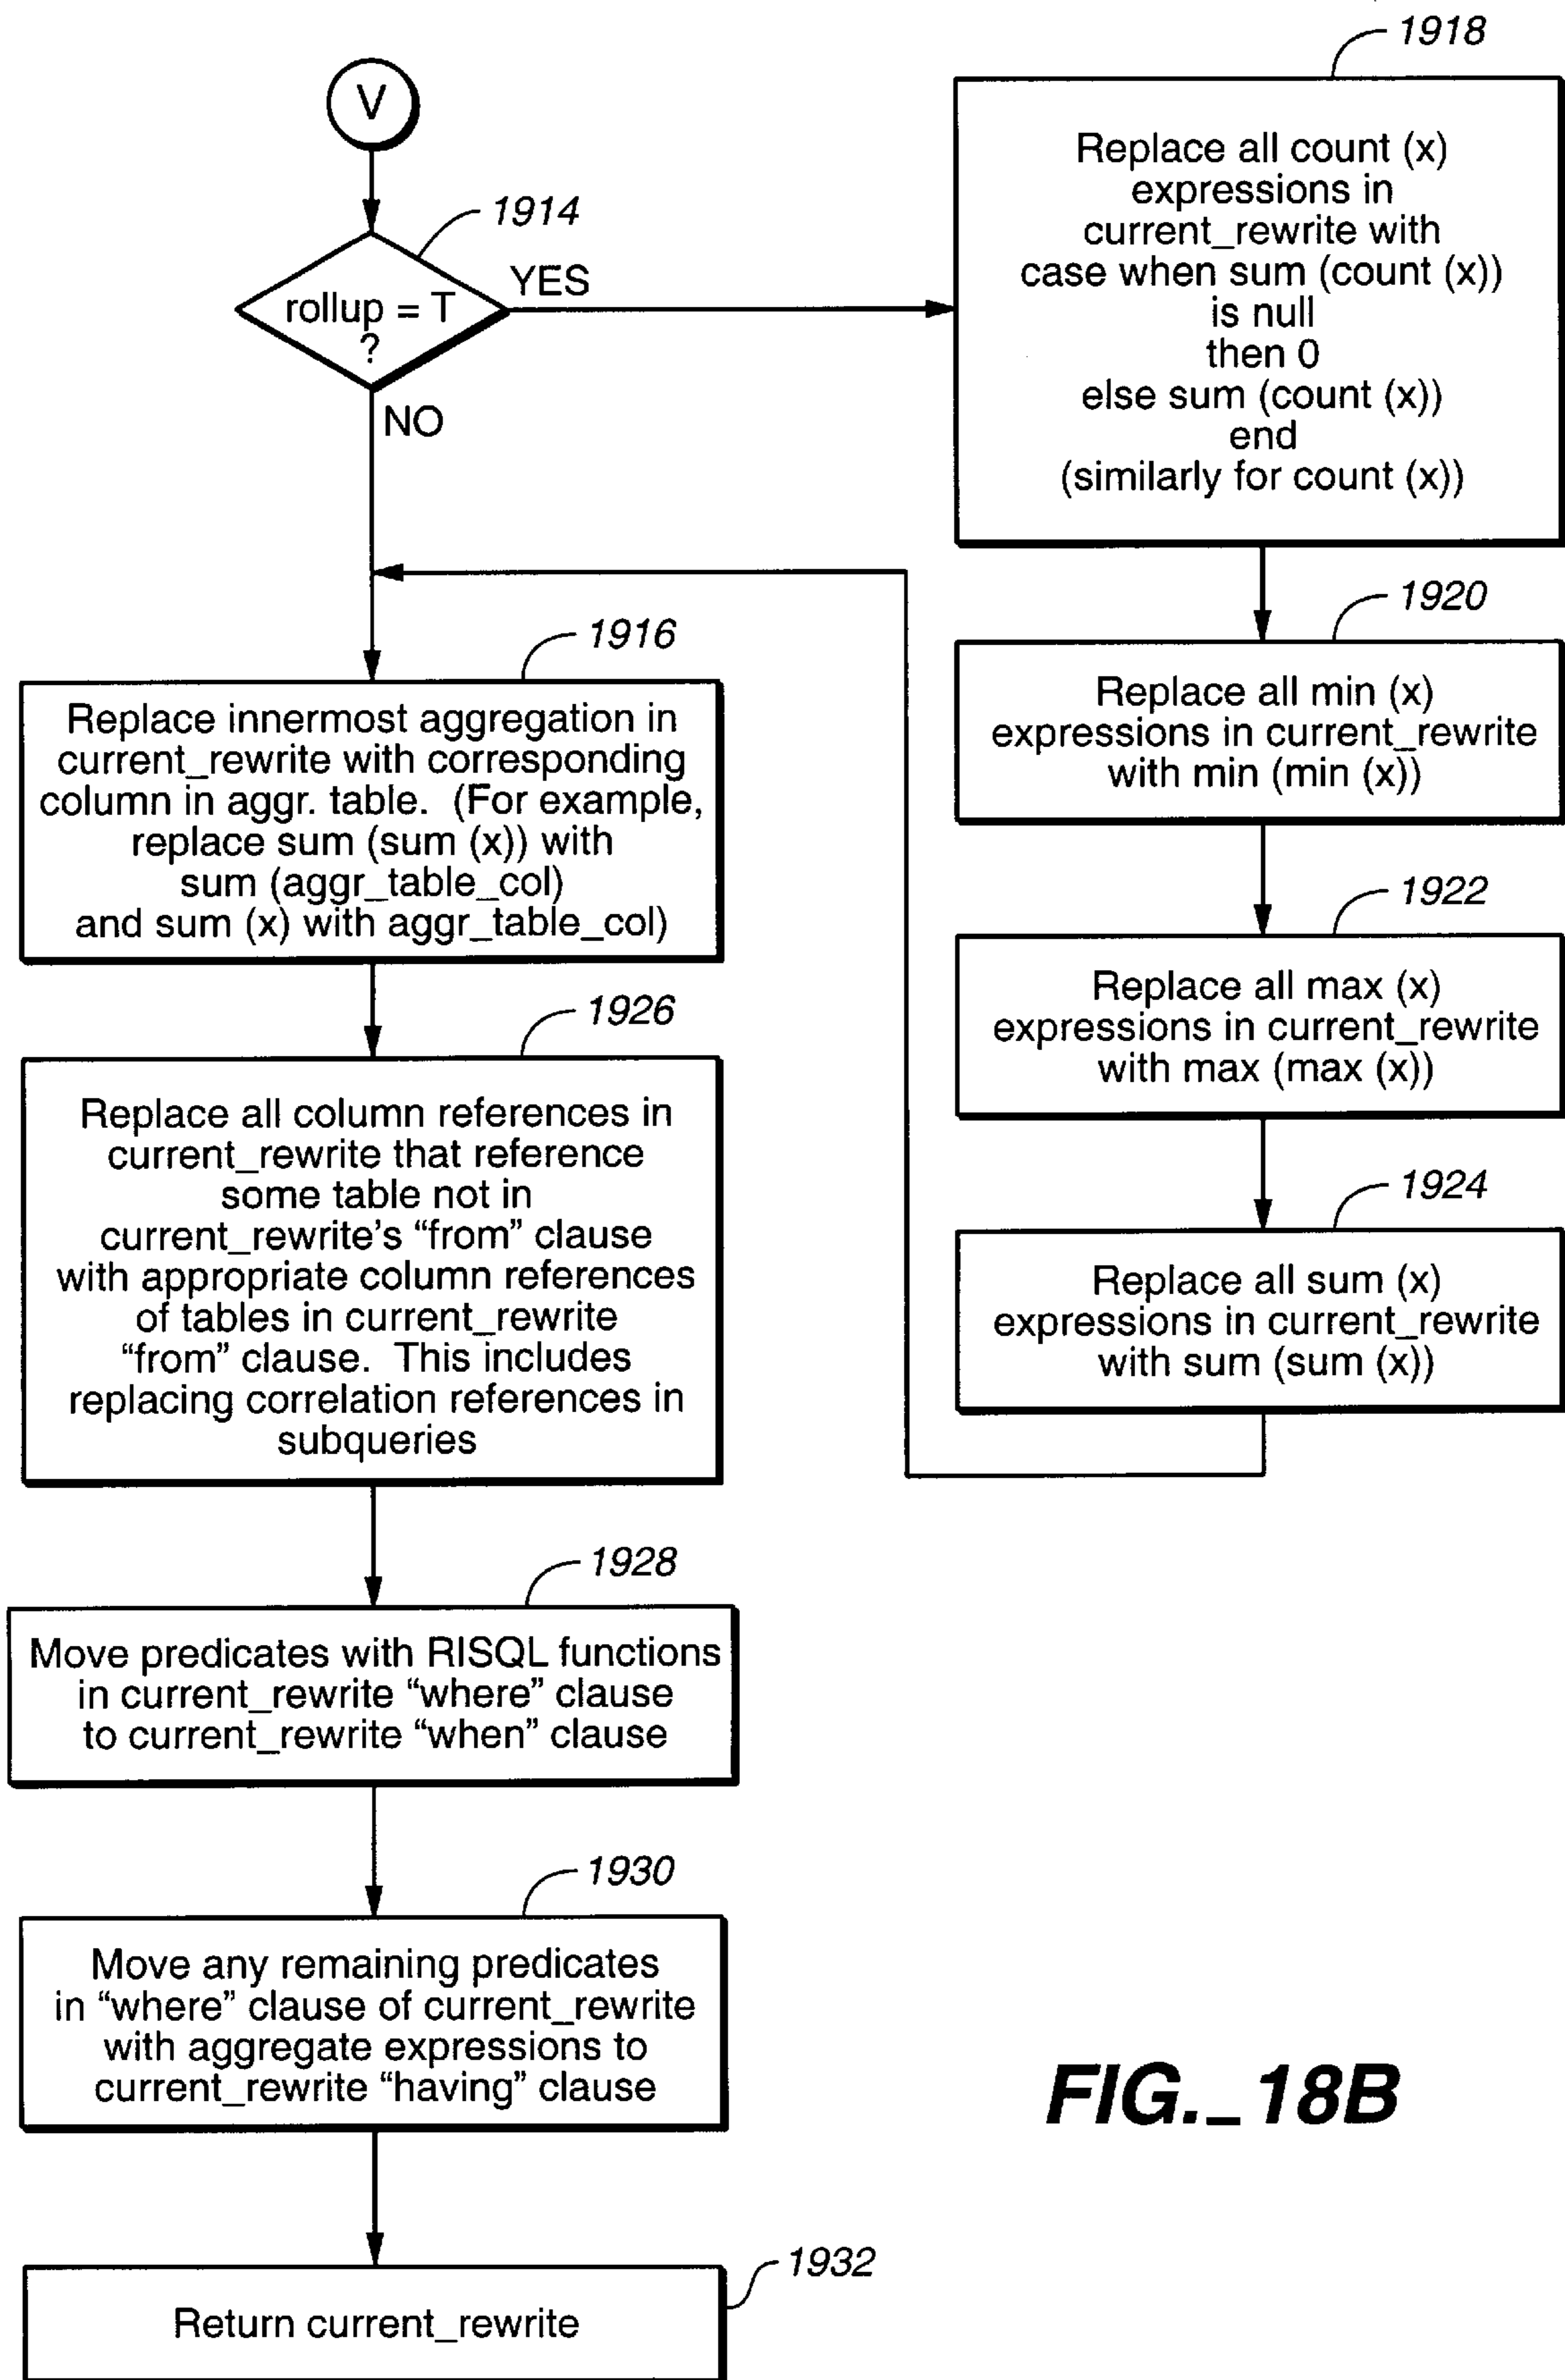 V
1914
rollup = T
?
YES
NO
1918
Replace all count (x)
expressions in
current_rewrite with
case when sum (count (x))
is null
then 0
else sum (count (x))
end
(similarly for count (x))
1920
Replace all min (x)
expressions in current_rewrite
with min (min (x))
1922
Replace all max (x)
expressions in current_rewrite
with max (max (x))
1924
Replace all sum (x)
expressions in current_rewrite
with sum (sum (x))
1916
Replace innermost aggregation in
current_rewrite with corresponding
column in aggr. table. (For example,
replace sum (sum (x)) with
sum (aggr_table_col)
and sum (x) with aggr_table_col)
1926
Replace all column references in
current_rewrite that reference
some table not in
current_rewrite's “from” clause
with appropriate column references
of tables in current_rewrite
“from” clause. This includes
replacing correlation references in
subqueries
1928
Move predicates with RISQL functions
in current_rewrite “where” clause
to current_rewrite “when” clause
1930
Move any remaining predicates
in “where” clause of current_rewrite
with aggregate expressions to
current_rewrite “having” clause
1932
Return current_rewrite
FIG._18B